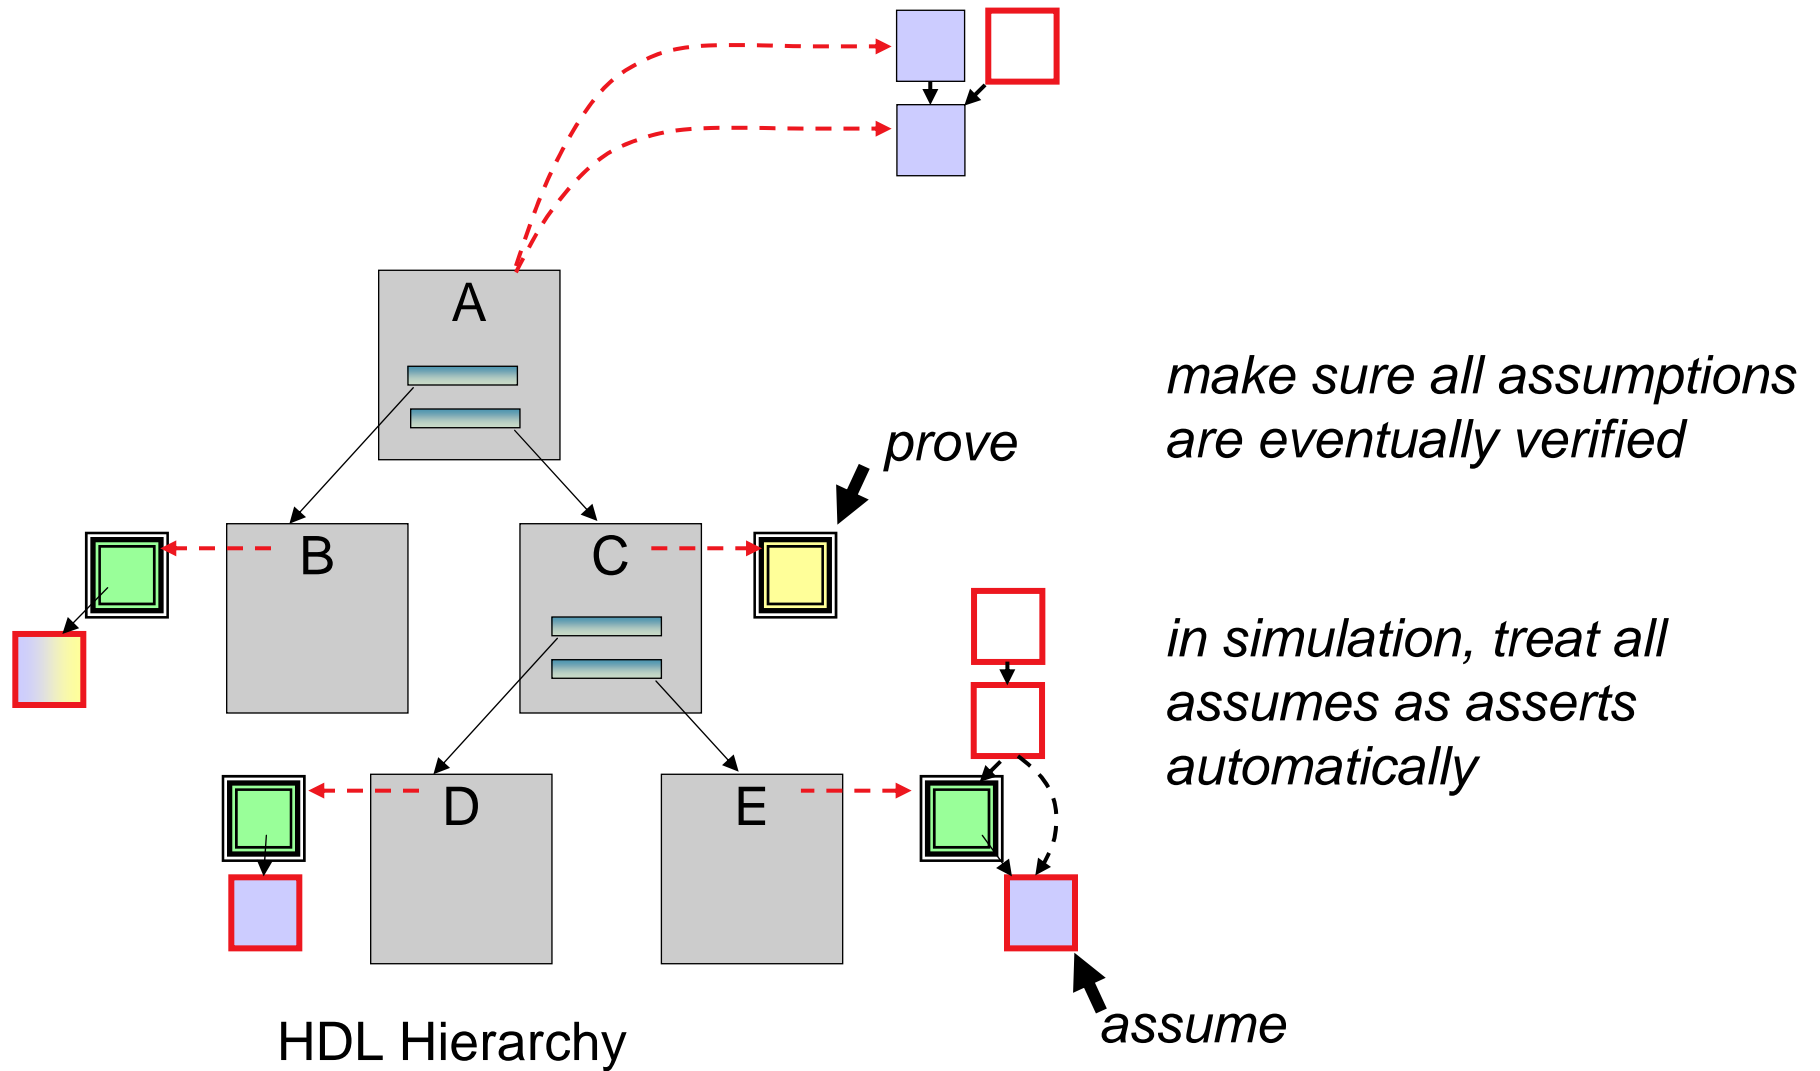 A
make sure all assumptions
are eventually verified
prove
B
C
in simulation, treat all
assumes as asserts
automatically
D
E
assume
HDL Hierarchy